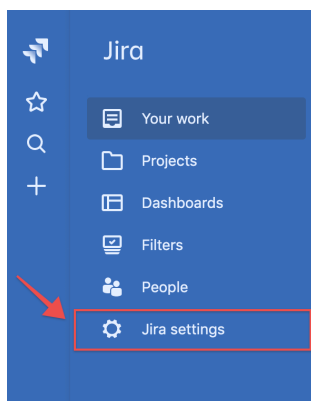 Jira
Your work
Projects
Dashboards
Filters
People
Jira settings